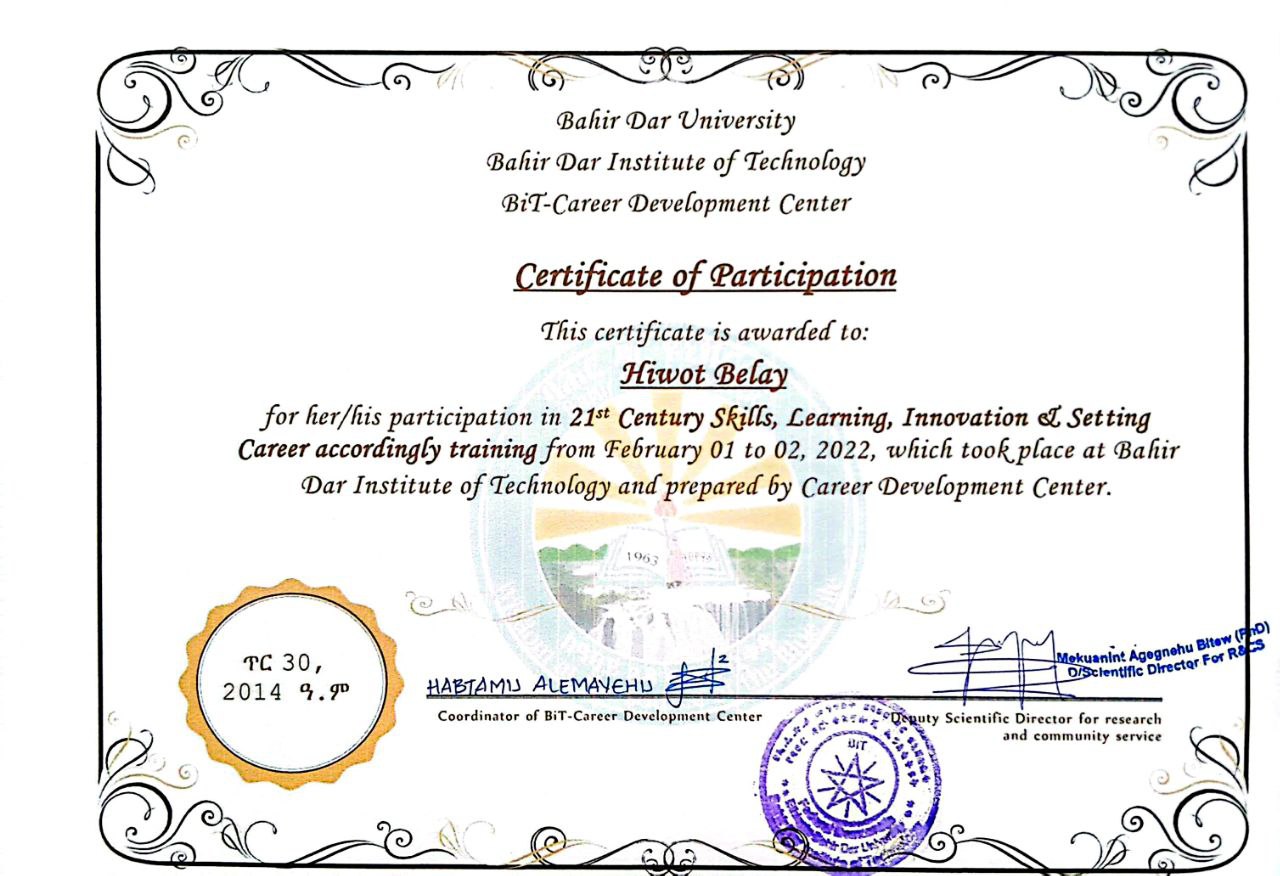 Bahir Dar University
Bahir Dar Institute of Technology
BiT-Career Development Center
Certificate of Participation
This certificate is awarded to:
Hiwot Belay
for her/his participation in 21st Century Skills, Learning, Innovation & Setting
Career accordingly training from February 01 to 02, 2022, which took place at Bahir
Dar Institute of Technology and prepared by Career Development Center.
1963
ጥር 30,
2014 ዓ.ም
HABTAMU ALEMAYEHU
Coordinator of BiT-Career Development Center
Mekuanint Agegnehu Bitew (PhD)
D/Scientific Director For R&CS
Deputy Scientific Director for research
and community service
BiT